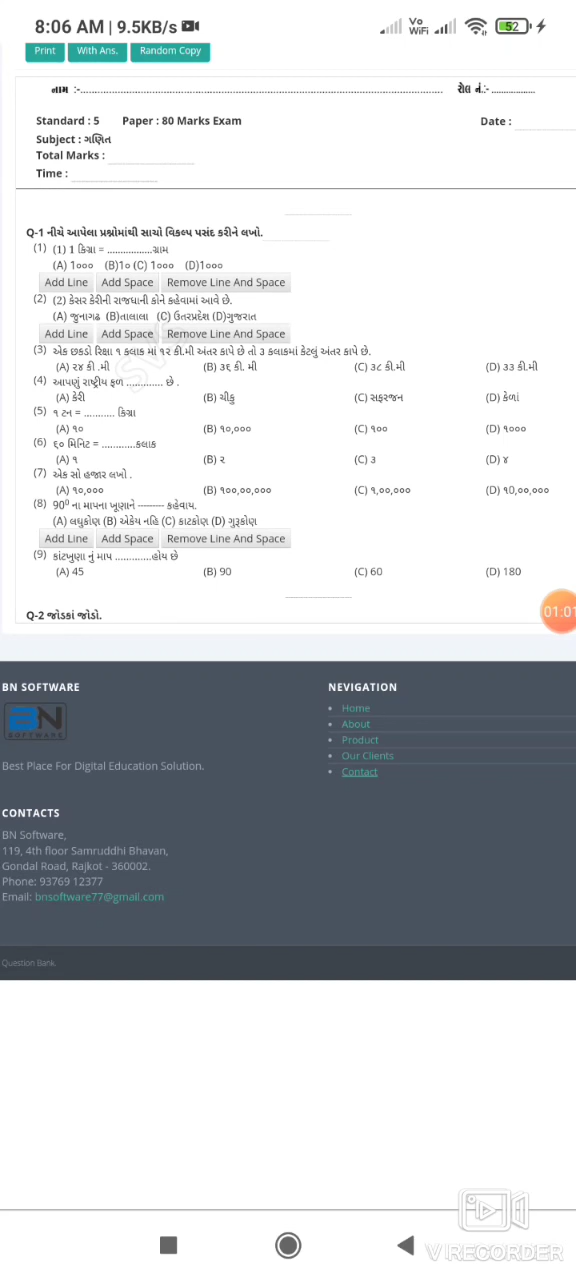 8:06 AM | 9.5KB/s
Vo WiFi 52
Print With Ans. Random Copy
નામ :-........................................ રોલ નં.:- .................
Standard : 5 Paper : 80 Marks Exam Date :
Subject : ગણિત
Total Marks :
Time :
Q-1 નીચે આપેલા પ્રશ્નોમાંથી સાચો વિકલ્પ પસંદ કરીને લખો.
(1) (1) 1 કિગ્રા = .................ગ્રામ
(A) 1૦૦૦ (B)1૦ (C) 1૦૦૦ (D)1૦૦૦
Add Line Add Space Remove Line And Space
(2) (2) કેસર કેરીની રાજધાની કોને કહેવામાં આવે છે.
(A) જુનાગઢ (B)તાલાલા (C) ઉતરપ્રદેશ (D)ગુજરાત
Add Line Add Space Remove Line And Space
(3) એક છકડો રિક્ષા ૧ કલાક માં ૧૨ કી.મી અંતર કાપે છે તો ૩ કલાકમાં કેટલું અંતર કાપે છે.
(A) ૨૪ કી .મી (B) ૩૬ કી. મી (C) ૩૮ કી.મી (D) ૩૩ કી.મી
(4) આપણું રાષ્ટ્રીય ફળ ............. છે .
(A) કેરી (B) ચીકુ (C) સફરજન (D) કેળાં
(5) ૧ ટન = ........... કિગ્રા
(A) ૧૦ (B) ૧૦,૦૦૦ (C) ૧૦૦ (D) ૧૦૦૦
(6) ૬૦ મિનિટ = ............કલાક
(A) ૧ (B) ૨ (C) ૩ (D) ૪
(7) એક સો હજાર લખો .
(A) ૧૦,૦૦૦ (B) ૧૦૦,૦૦,૦૦૦ (C) ૧,૦૦,૦૦૦ (D) ૧0,૦૦,૦૦૦
(8) 90⁰ ના માપના ખૂણાને --------- કહેવાય.
(A) લઘુકોણ (B) એકેય નહિ (C) કાટકોણ (D) ગુરૂકોણ
Add Line Add Space Remove Line And Space
(9) કાંટખુણા નું માપ .............હોય છે
(A) 45 (B) 90 (C) 60 (D) 180
01:01
Q-2 જોડકાં જોડો.
BN SOFTWARE NEVIGATION
BN
SOFTWARE
Home
About
Product
Our Clients
Contact
Best Place For Digital Education Solution.
CONTACTS
BN Software,
119, 4th floor Samruddhi Bhavan,
Gondal Road, Rajkot - 360002.
Phone: 93769 12377
Email: bnsoftware77@gmail.com
Question Bank.
VIRECORDER